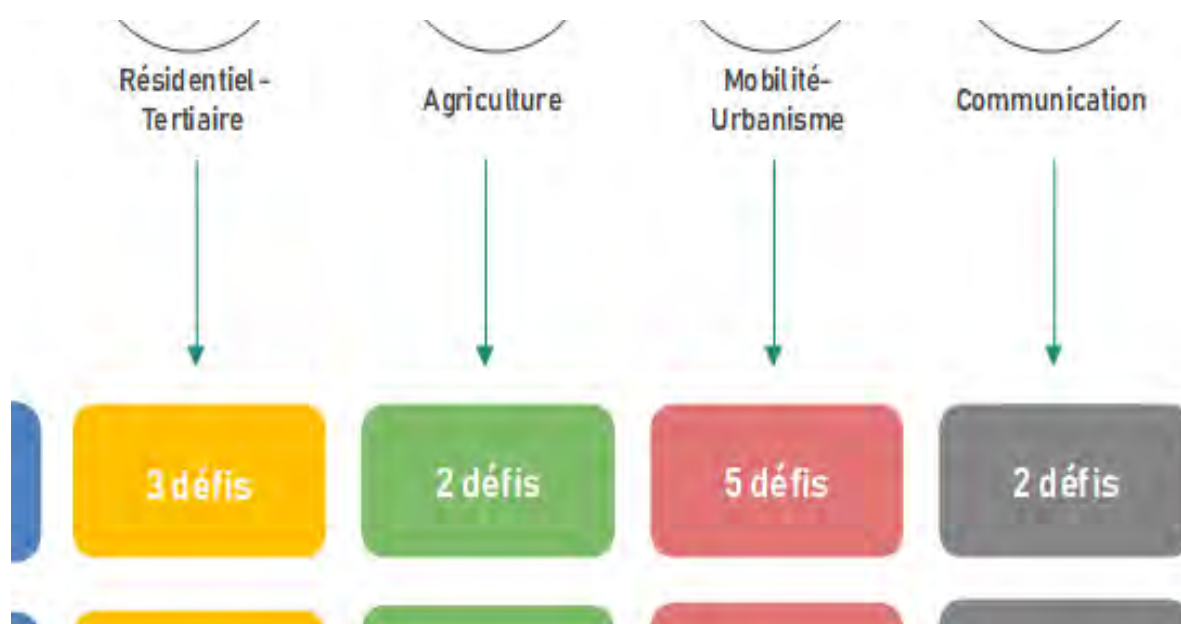 Résidentiel-
Tertiaire
Agriculture
Mobilité-
Urbanisme
Communication
3 défis
2 défis
5 défis
2 défis